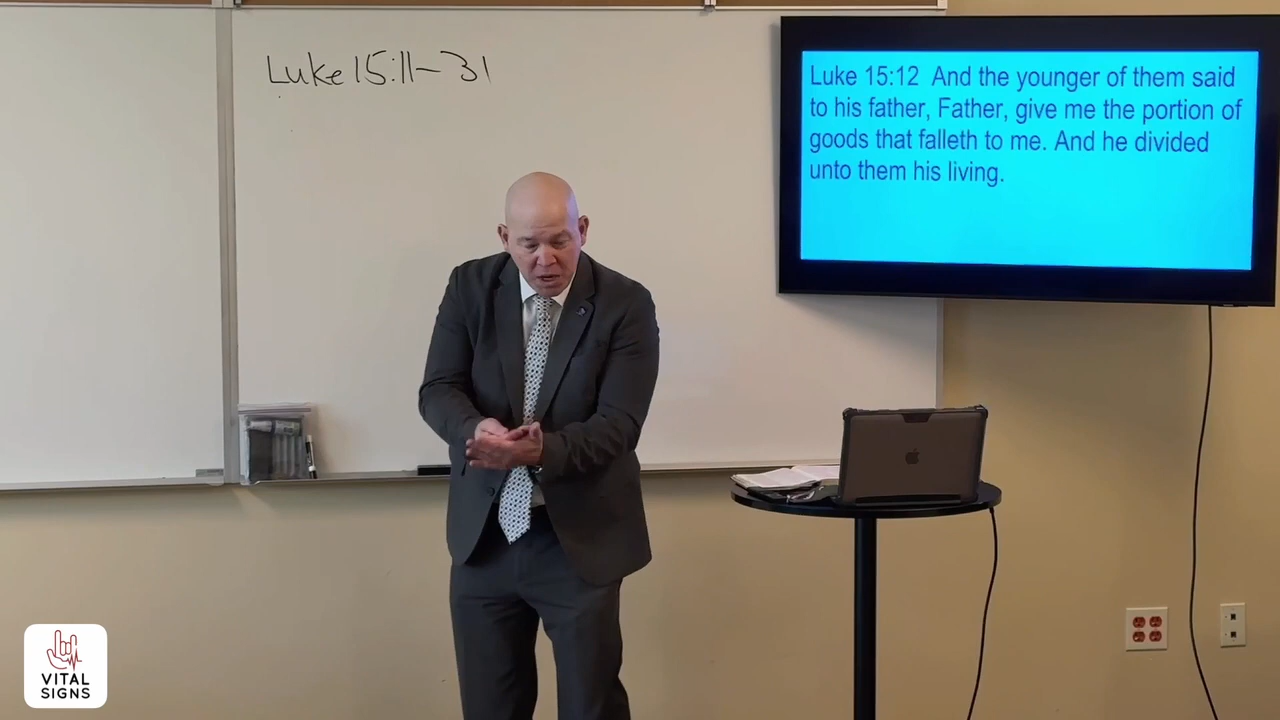 Luke 15:11-31
Luke 15:12 And the younger of them said
to his father, Father, give me the portion of
goods that falleth to me. And he divided
unto them his living.
VITAL
SIGNS